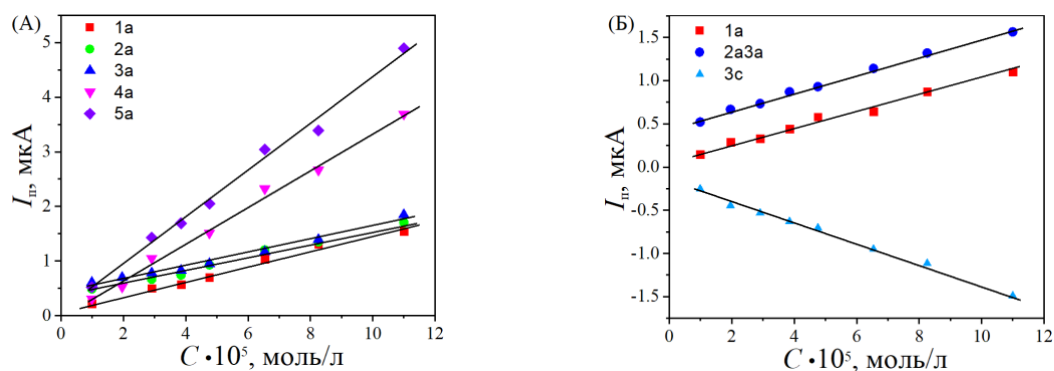 (А)
1a
2a
3a
4a
5a
5
4
3
2
1
0
0 2 4 6 8 10 12
Iп, мкА
C·10⁵, моль/л
(Б)
1a
2a3a
3c
1.5
1.0
0.5
0.0
-0.5
-1.0
-1.5
0 2 4 6 8 10 12
Iп, мкА
C·10⁵, моль/л